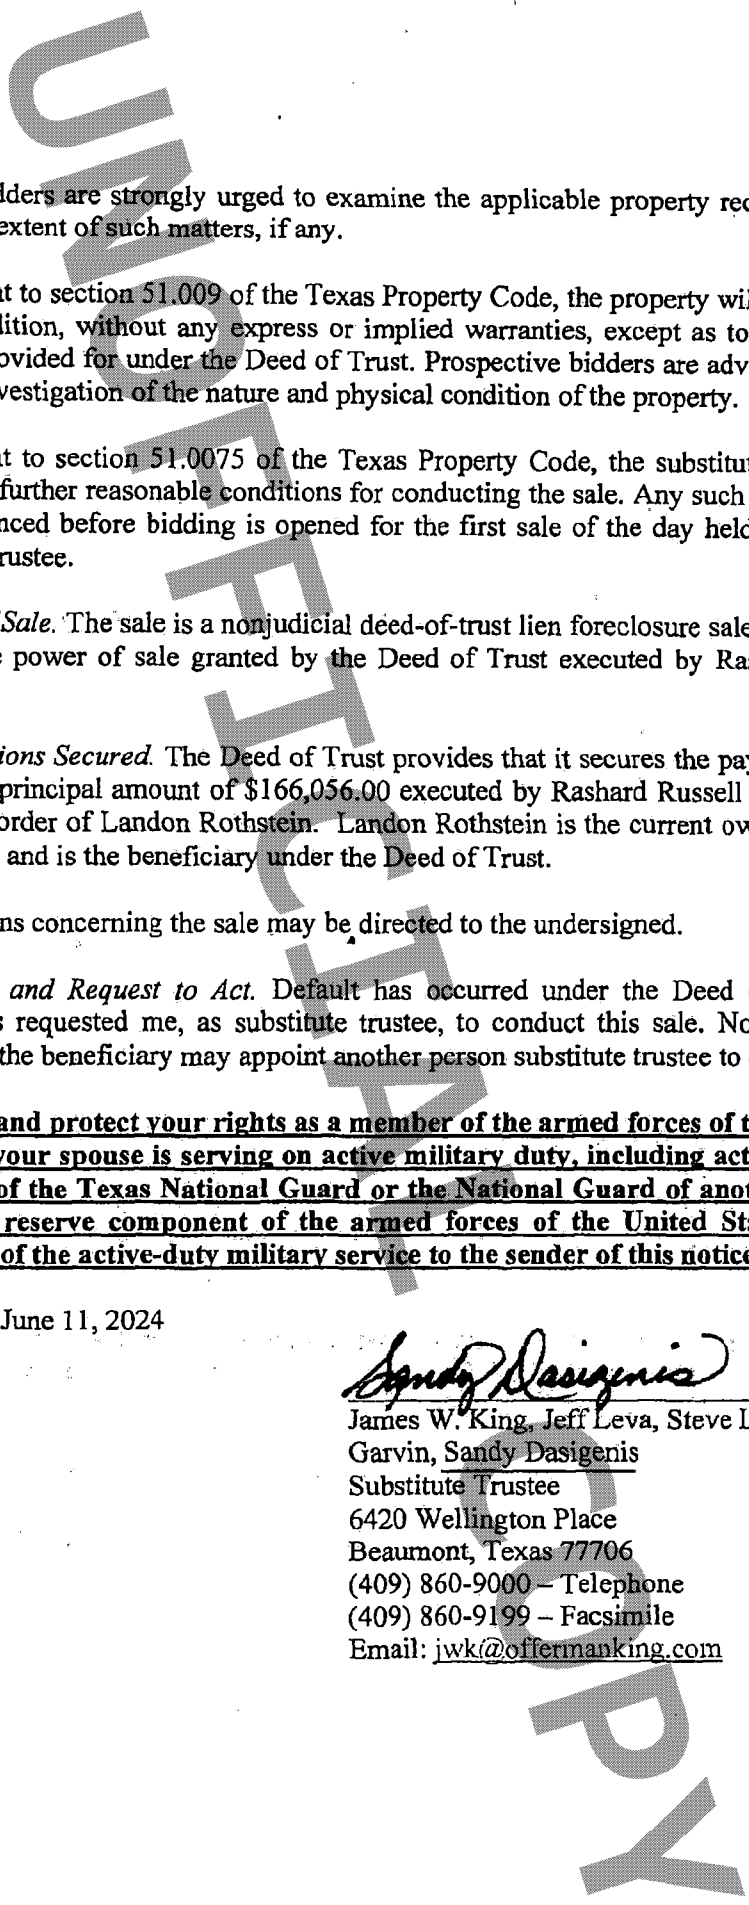 dders are strongly urged to examine the applicable property rec
extent of such matters, if any.
nt to section 51.009 of the Texas Property Code, the property wil
dition, without any express or implied warranties, except as to
ovided for under the Deed of Trust. Prospective bidders are adv
vestigation of the nature and physical condition of the property.
nt to section 51.0075 of the Texas Property Code, the substitut
further reasonable conditions for conducting the sale. Any such
nced before bidding is opened for the first sale of the day held
rustee.
Sale. The sale is a nonjudicial deed-of-trust lien foreclosure sale
e power of sale granted by the Deed of Trust executed by Ra
ions Secured. The Deed of Trust provides that it secures the pay
principal amount of $166,056.00 executed by Rashard Russell
order of Landon Rothstein. Landon Rothstein is the current ow
and is the beneficiary under the Deed of Trust.
ns concerning the sale may be directed to the undersigned.
and Request to Act. Default has occurred under the Deed
s requested me, as substitute trustee, to conduct this sale. No
the beneficiary may appoint another person substitute trustee to
and protect your rights as a member of the armed forces of t
your spouse is serving on active military duty, including act
of the Texas National Guard or the National Guard of anot
reserve component of the armed forces of the United St
of the active-duty military service to the sender of this notice
June 11, 2024
Sandy Dasigenis
James W. King, Jeff Leva, Steve L
Garvin, Sandy Dasigenis
Substitute Trustee
6420 Wellington Place
Beaumont, Texas 77706
(409) 860-9000 – Telephone
(409) 860-9199 – Facsimile
Email: jwk@offermanking.com
UNOFFICIAL COPY